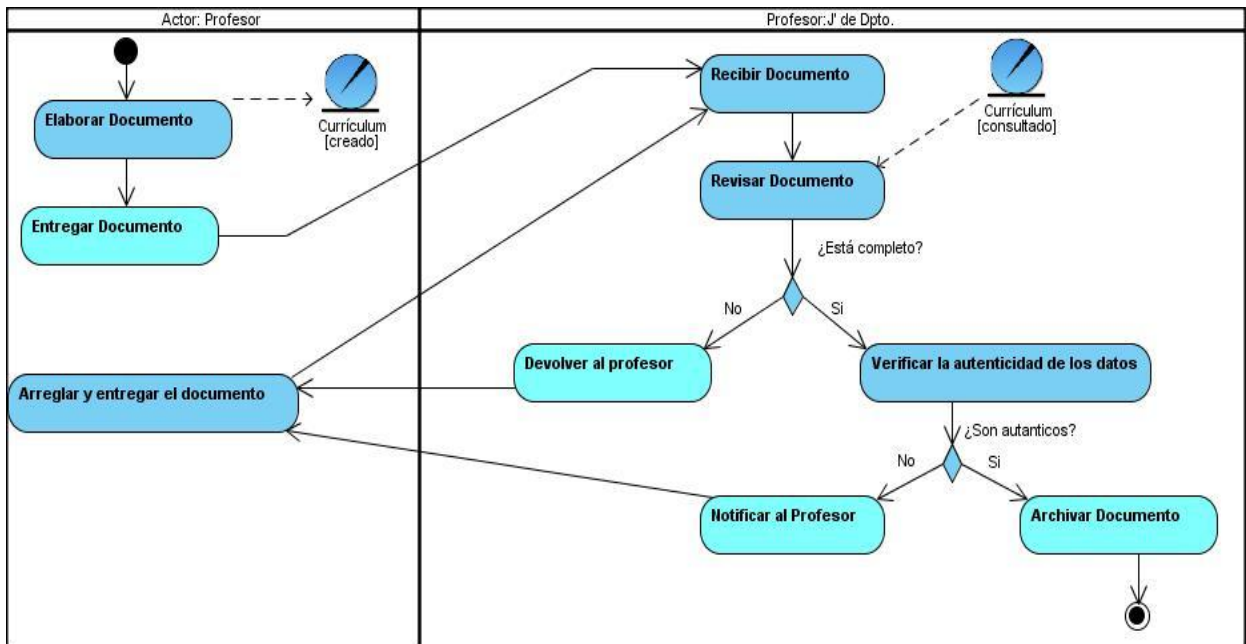 Actor: Profesor
Profesor:J' de Dpto.
Elaborar Documento
Currículum
[creado]
Entregar Documento
Recibir Documento
Currículum
[consultado]
Revisar Documento
¿Está completo?
No
Si
Devolver al profesor
Verificar la autenticidad de los datos
Arreglar y entregar el documento
¿Son autanticos?
No
Si
Notificar al Profesor
Archivar Documento